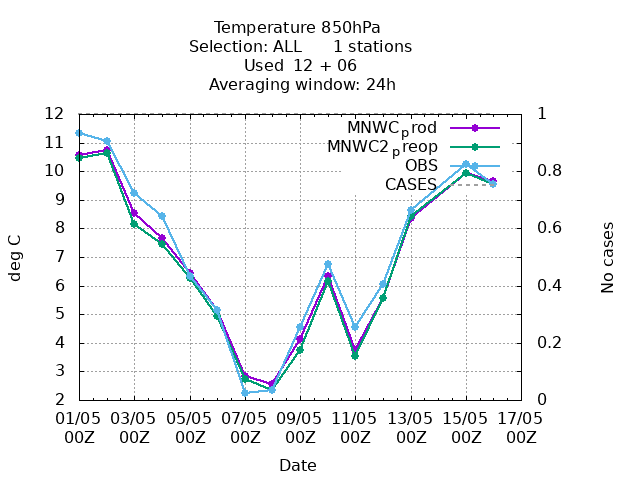 Temperature 850hPa
Selection: ALL 1 stations
Used 12 + 06
Averaging window: 24h
12 1
11
10 0.8
9
8 0.6
7
6 0.4
5
4 0.2
3
2 0
MNWCprod
MNWC2preop
OBS
CASES
deg C
No cases
01/05 03/05 05/05 07/05 09/05 11/05 13/05 15/05 17/05
00Z 00Z 00Z 00Z 00Z 00Z 00Z 00Z 00Z
Date